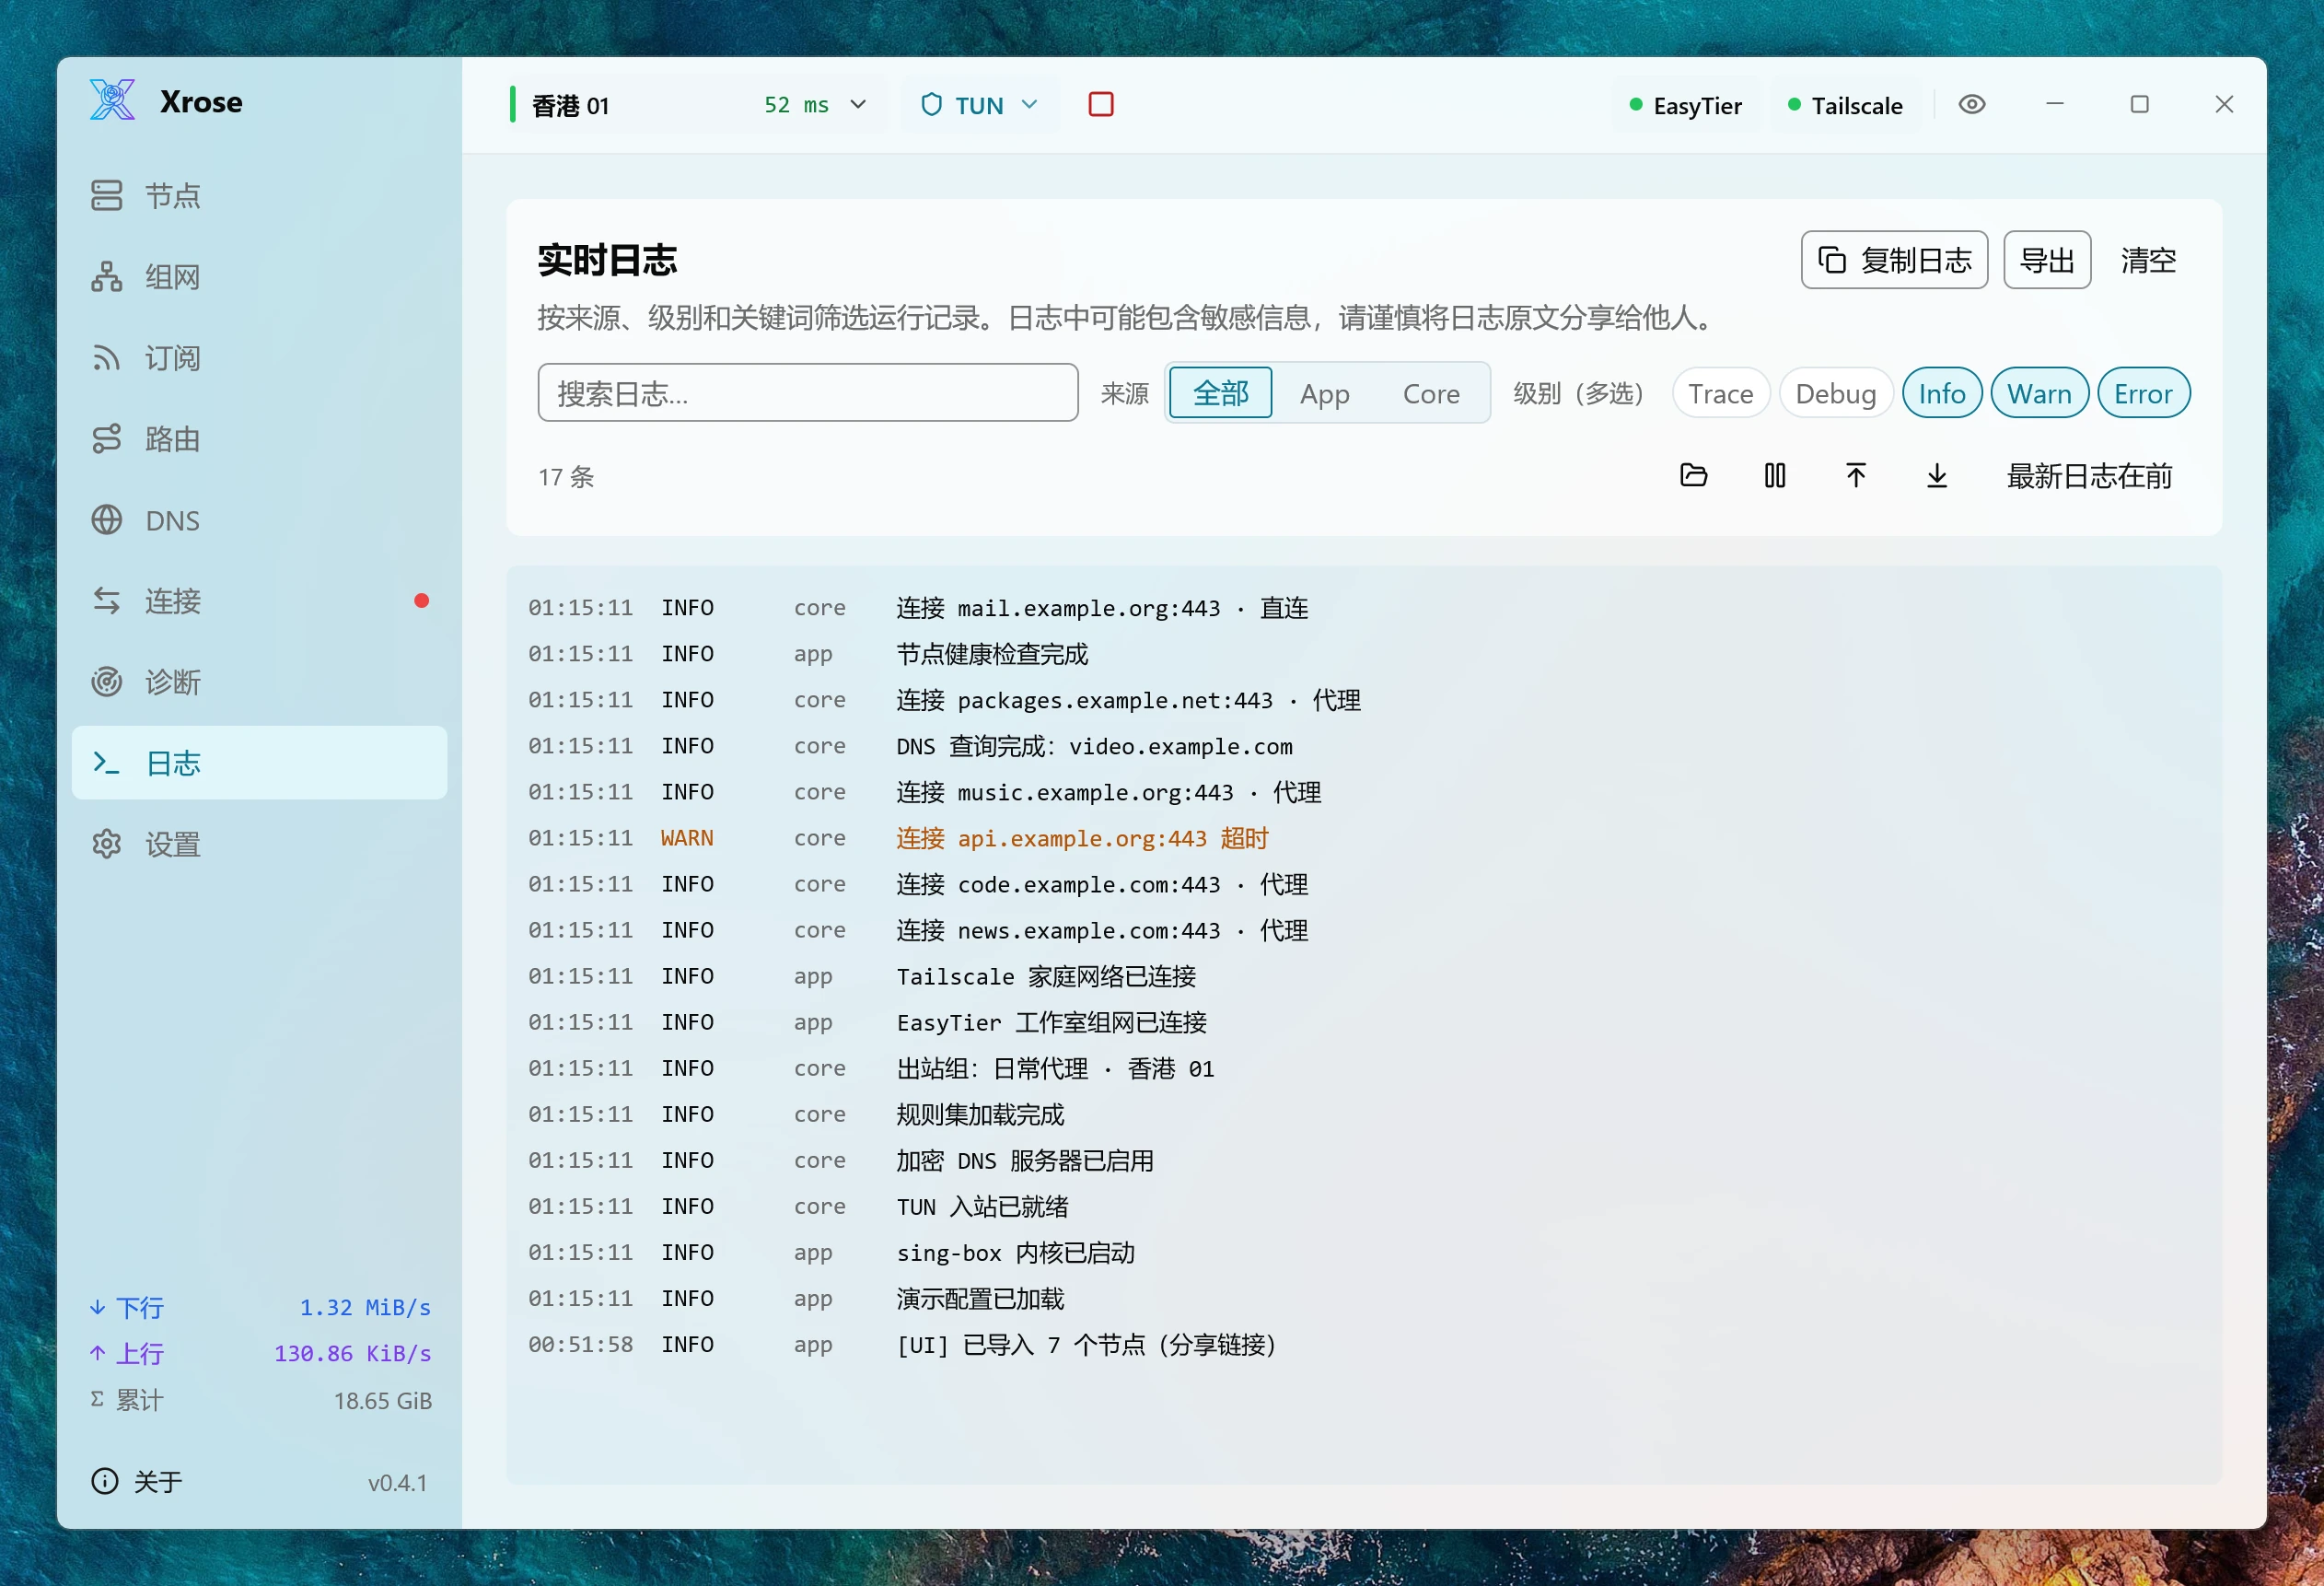 Xrose
香港 01 52 ms TUN EasyTier Tailscale
节点
组网
订阅
路由
DNS
连接
诊断
日志
设置
下行 1.32 MiB/s
上行 130.86 KiB/s
Σ 累计 18.65 GiB
关于 v0.4.1
实时日志 复制日志 导出 清空
按来源、级别和关键词筛选运行记录。日志中可能包含敏感信息，请谨慎将日志原文分享给他人。
搜索日志... 来源 全部 App Core 级别（多选） Trace Debug Info Warn Error
17 条 最新日志在前
01:15:11 INFO core 连接 mail.example.org:443 · 直连
01:15:11 INFO app 节点健康检查完成
01:15:11 INFO core 连接 packages.example.net:443 · 代理
01:15:11 INFO core DNS 查询完成：video.example.com
01:15:11 INFO core 连接 music.example.org:443 · 代理
01:15:11 WARN core 连接 api.example.org:443 超时
01:15:11 INFO core 连接 code.example.com:443 · 代理
01:15:11 INFO core 连接 news.example.com:443 · 代理
01:15:11 INFO app Tailscale 家庭网络已连接
01:15:11 INFO app EasyTier 工作室组网已连接
01:15:11 INFO core 出站组：日常代理 · 香港 01
01:15:11 INFO core 规则集加载完成
01:15:11 INFO core 加密 DNS 服务器已启用
01:15:11 INFO core TUN 入站已就绪
01:15:11 INFO app sing-box 内核已启动
01:15:11 INFO app 演示配置已加载
00:51:58 INFO app [UI] 已导入 7 个节点（分享链接）